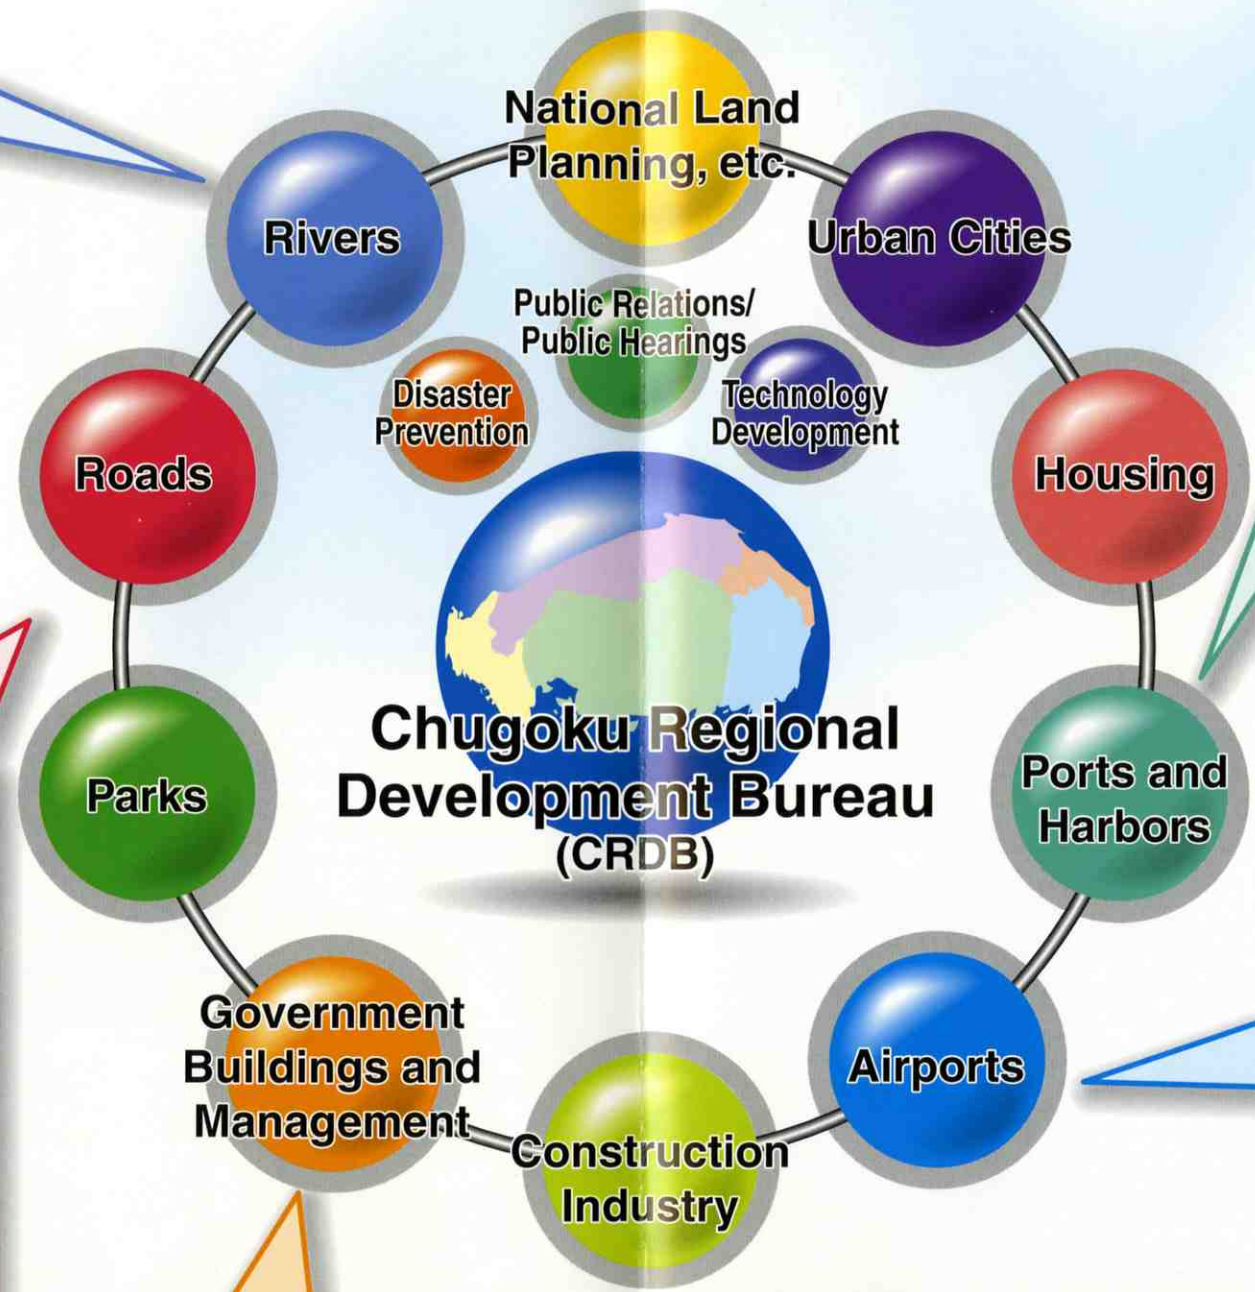 National Land
Planning, etc.
Rivers
Urban Cities
Public Relations/
Public Hearings
Disaster
Prevention
Technology
Development
Roads
Housing
Chugoku Regional
Development Bureau
(CRDB)
Parks
Ports and
Harbors
Government
Buildings and
Management
Airports
Construction
Industry